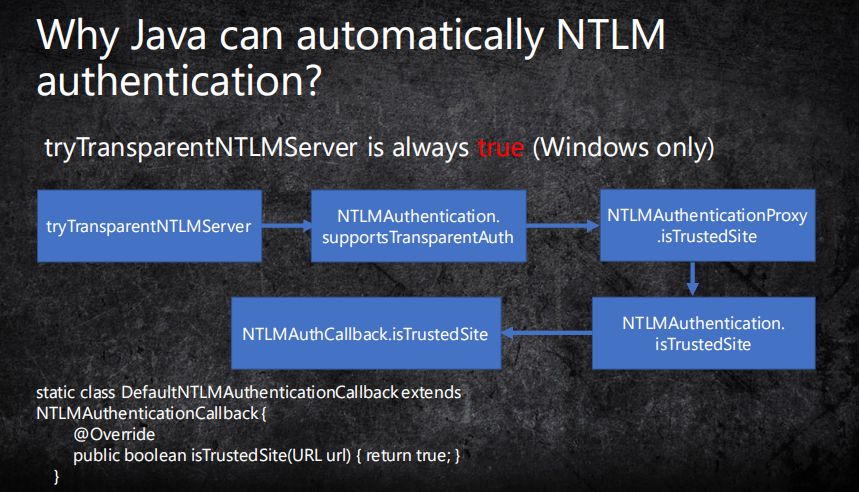 Why Java can automatically NTLM
authentication?
tryTransparentNTLMServer is always true (Windows only)
tryTransparentNTLMServer
NTLMAuthentication.
supportsTransparentAuth
NTLMAuthenticationProxy
.isTrustedSite
NTLMAuthCallback.isTrustedSite
NTLMAuthentication.
isTrustedSite
static class DefaultNTLMAuthenticationCallback extends
NTLMAuthenticationCallback {
@Override
public boolean isTrustedSite(URL url) { return true; }
}